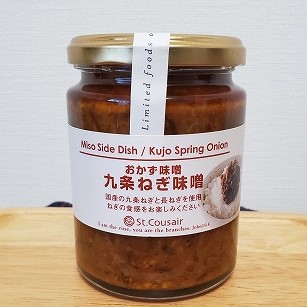 Limited foods
Miso Side Dish / Kujo Spring Onion
おかず味噌
九条ねぎ味噌
国産の九条ねぎと長ねぎを使用
ねぎの食感をお楽しみください
St.Cousair
I am the vine, you are the branches. John15:5